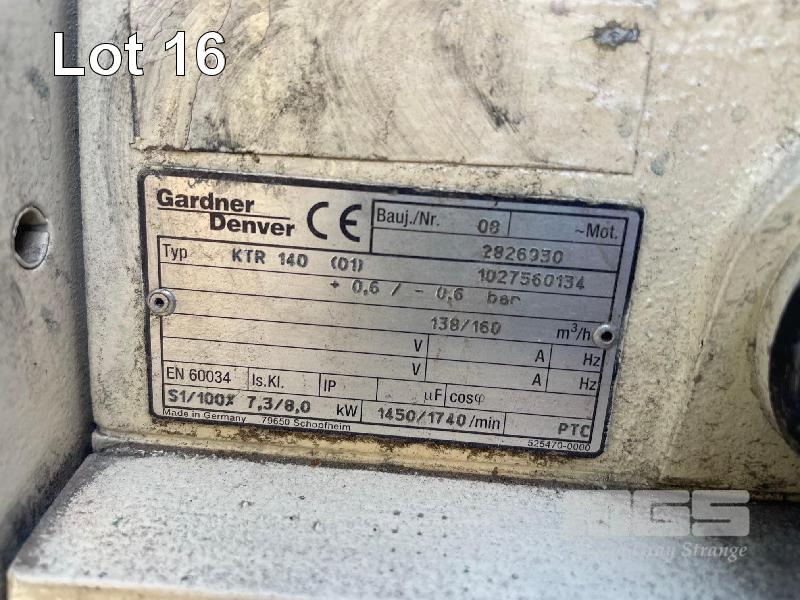 Lot 16
Gardner
Denver
CE
Bauj./Nr. 08 ~Mot.
2826930
Typ KTR 140 (01) 1027560134
+ 0,6 / - 0,6 bar
138/160 m³/h
V A Hz
V A Hz
EN 60034 Is.Kl. IP µF cosφ
S1/100% 7,3/8,0 kW 1450/1740/min PTC
Made in Germany 79650 Schopfheim 525470-0000
Strange